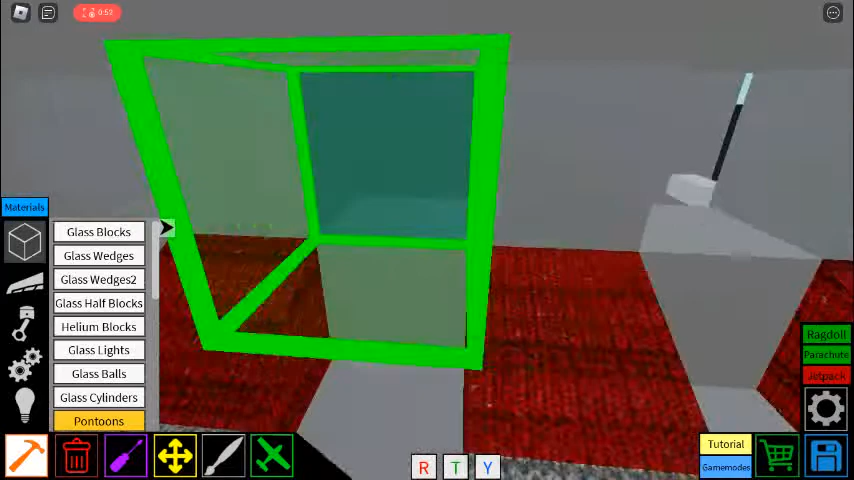 0:52
Materials
Glass Blocks
Glass Wedges
Glass Wedges2
Glass Half Blocks
Helium Blocks
Glass Lights
Glass Balls
Glass Cylinders
Pontoons
Ragdoll
Parachute
Jetpack
R T Y
Tutorial
Gamemodes